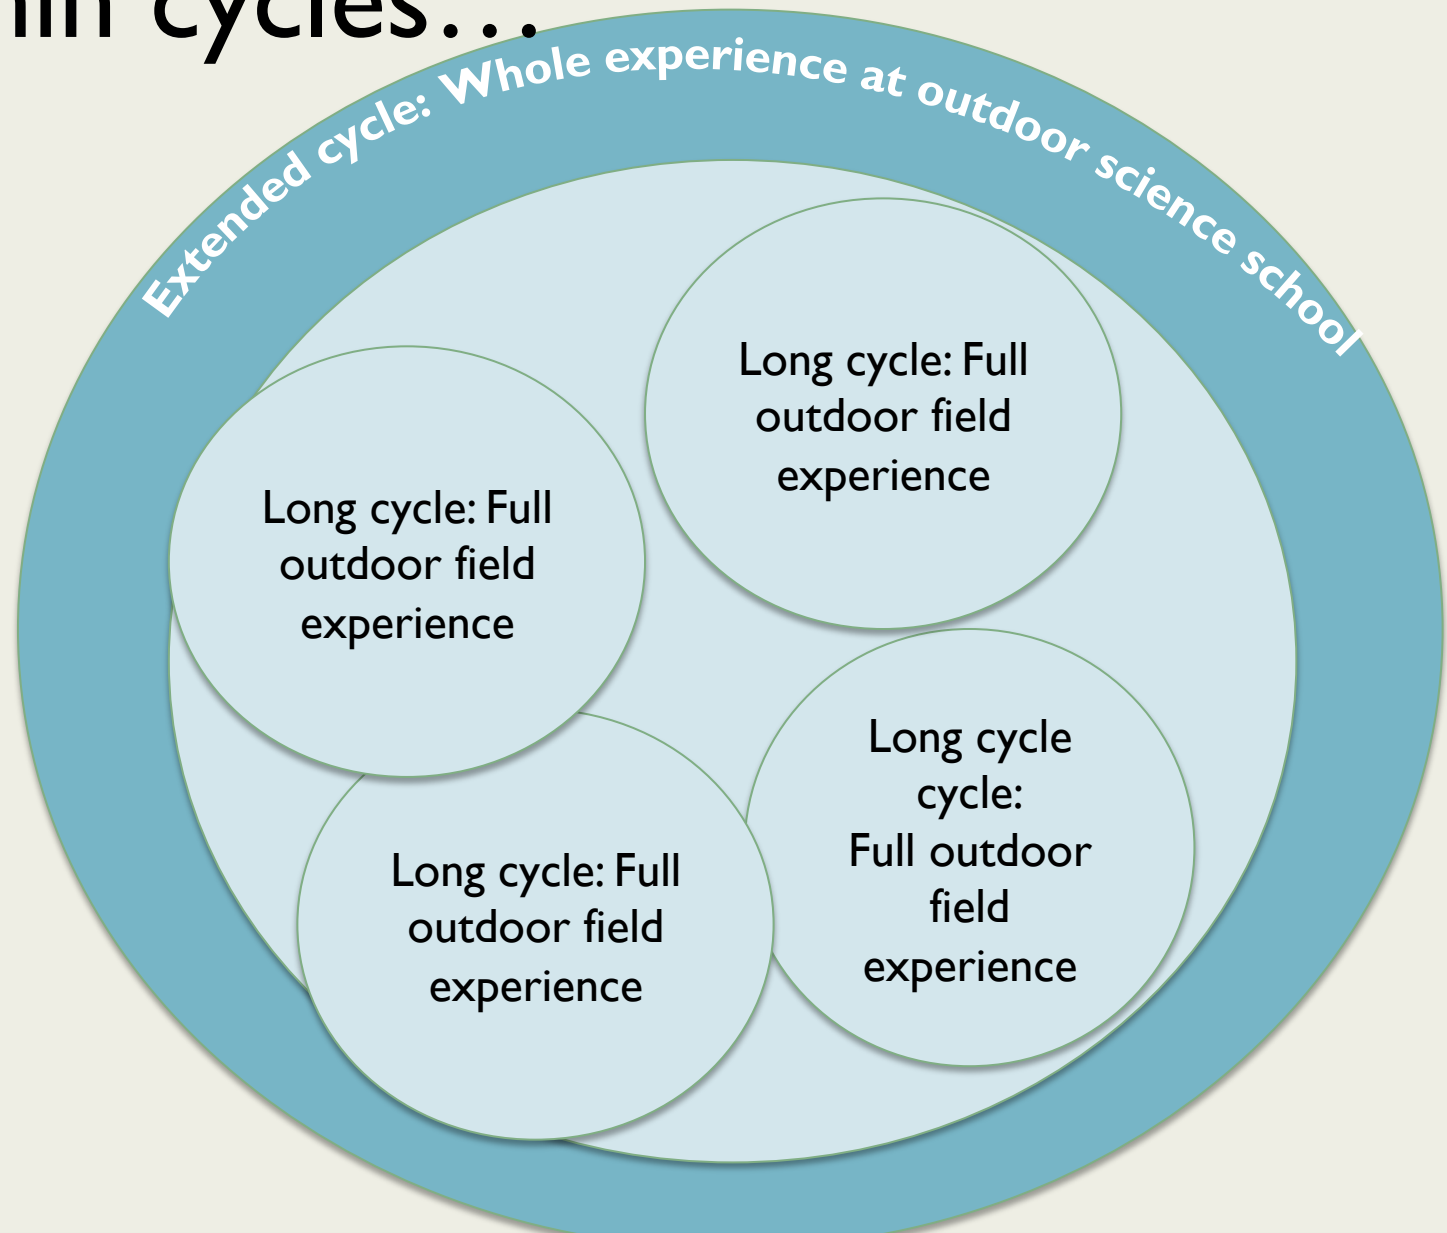 cycles…
Extended cycle: Whole experience at outdoor science school
Long cycle: Full
outdoor field
experience
Long cycle: Full
outdoor field
experience
Long cycle
cycle:
Full outdoor
field
experience
Long cycle: Full
outdoor field
experience